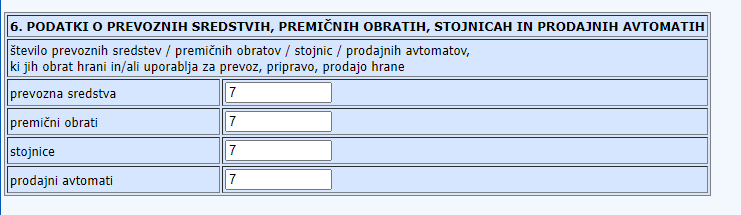 6. PODATKI O PREVOZNIH SREDSTVIH, PREMIČNIH OBRATIH, STOJNICAH IN PRODAJNIH AVTOMATIH
število prevoznih sredstev / premičnih obratov / stojnic / prodajnih avtomatov,
ki jih obrat hrani in/ali uporablja za prevoz, pripravo, prodajo hrane
prevozna sredstva 7
premični obrati 7
stojnice 7
prodajni avtomati 7